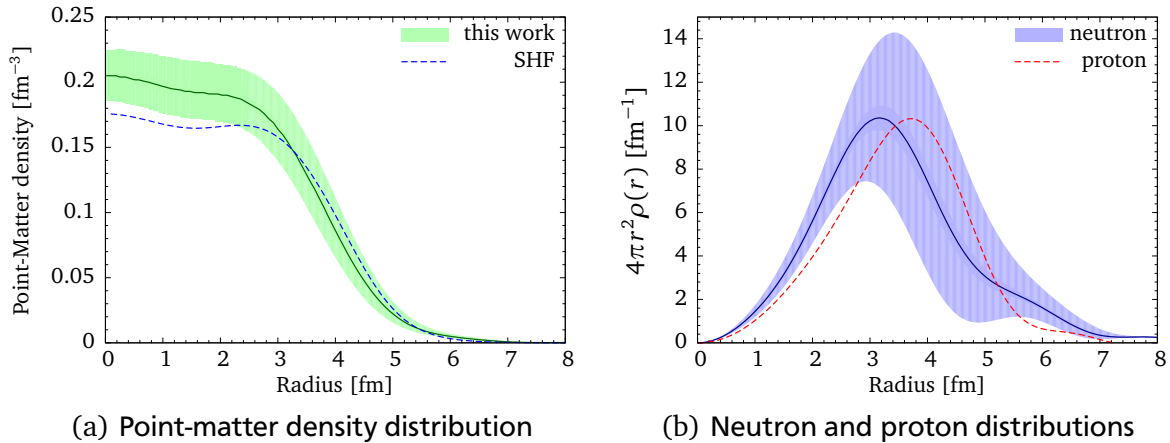 0.25
0.2
0.15
0.1
0.05
0
Point-Matter density [fm⁻³]
this work
SHF
0 1 2 3 4 5 6 7 8
Radius [fm]
(a) Point-matter density distribution
14
12
10
8
6
4
2
0
4πr²ρ(r) [fm⁻¹]
neutron
proton
0 1 2 3 4 5 6 7 8
Radius [fm]
(b) Neutron and proton distributions